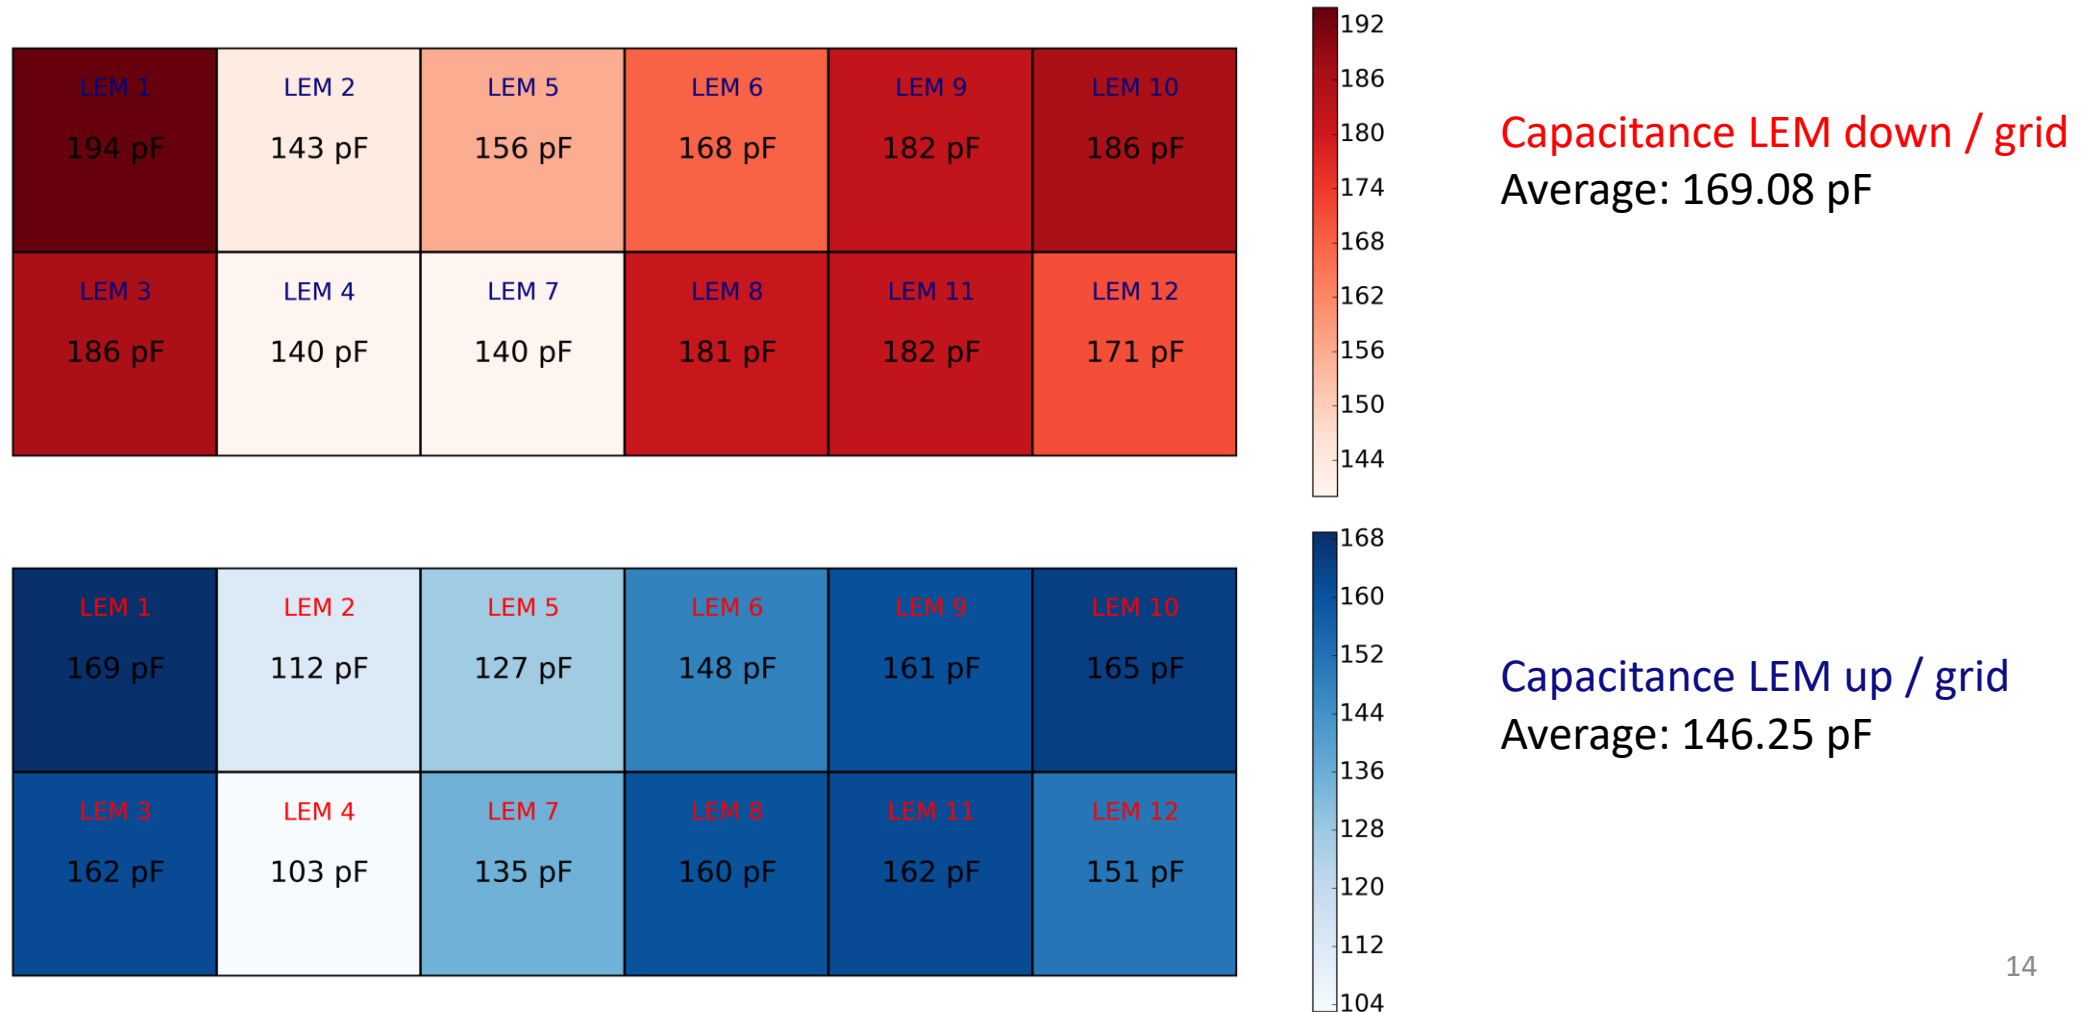 LEM 1 LEM 2 LEM 5 LEM 6 LEM 9 LEM 10
194 pF 143 pF 156 pF 168 pF 182 pF 186 pF
LEM 3 LEM 4 LEM 7 LEM 8 LEM 11 LEM 12
186 pF 140 pF 140 pF 181 pF 182 pF 171 pF
192
186
180
174
168
162
156
150
144
Capacitance LEM down / grid
Average: 169.08 pF
LEM 1 LEM 2 LEM 5 LEM 6 LEM 9 LEM 10
169 pF 112 pF 127 pF 148 pF 161 pF 165 pF
LEM 3 LEM 4 LEM 7 LEM 8 LEM 11 LEM 12
162 pF 103 pF 135 pF 160 pF 162 pF 151 pF
168
160
152
144
136
128
120
112
104
Capacitance LEM up / grid
Average: 146.25 pF
14